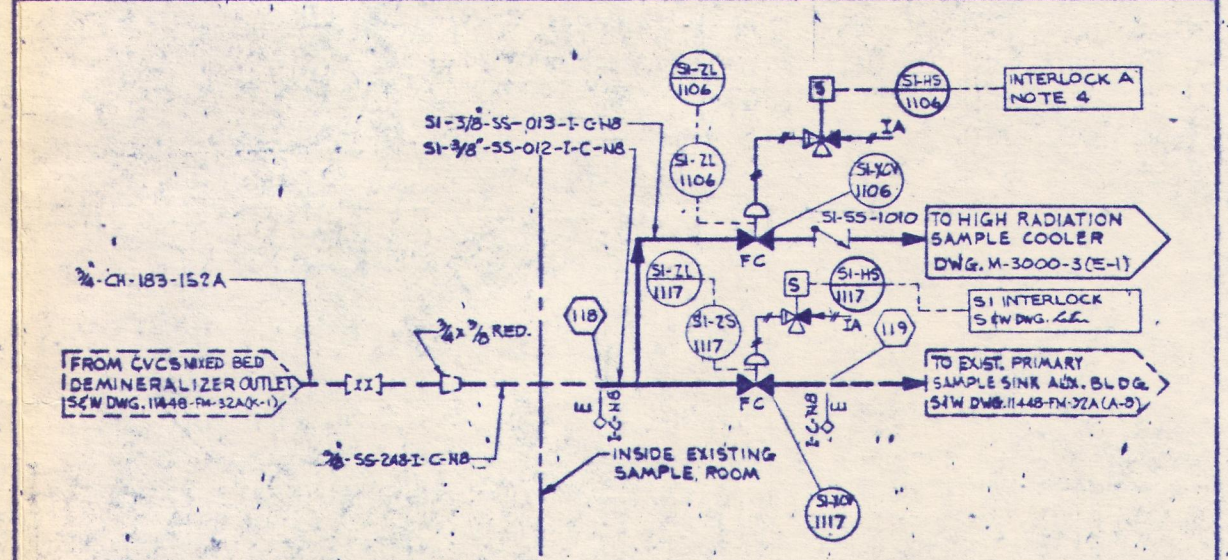 SI-ZL
1106
S
SI-HS
1106
INTERLOCK A
NOTE 4
SI-3/8"-SS-013-I-C-N8
SI-3/8"-SS-012-I-C-N8
IA
SI-ZL
1106
SI-XCV
1106
SI-SS-1010
TO HIGH RADIATION
SAMPLE COOLER
DWG. M-3000-3(E-1)
FC
3/4-CH-183-152A
SI-ZL
1117
S
SI-HS
1117
SI INTERLOCK
S&W DWG.
118
SI-ZS
1117
IA
119
3/4 x 3/8 RED.
FROM CVCS MIXED BED
DEMINERALIZER OUTLET
S&W DWG. 11448-FM-32A(K-1)
TO EXIST. PRIMARY
SAMPLE SINK AUX. BLDG
S&W DWG. 11448-FM-32A(A-8)
FC
E
I-C-N8
I-C-N8
E
3/8-SS-248-I-C-N8
INSIDE EXISTING
SAMPLE ROOM
SI-XCV
1117